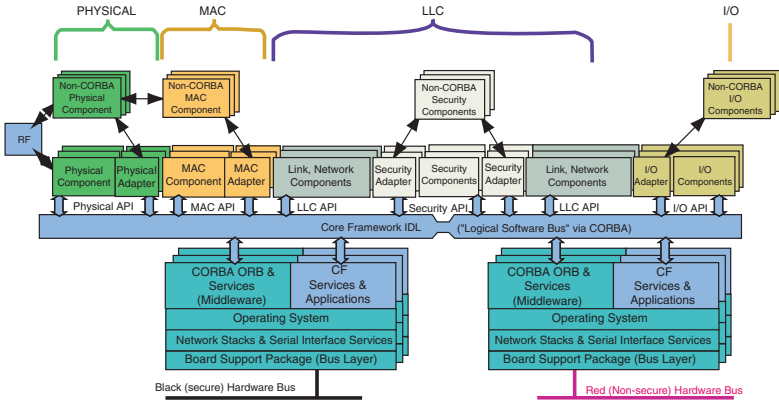 PHYSICAL
MAC
LLC
I/O
Non-CORBA
Physical
Component
Non-CORBA
MAC
Component
Non-CORBA
Security
Components
Non-CORBA
I/O
Components
RF
Physical
Component
Physical
Adapter
MAC
Component
MAC
Adapter
Link, Network
Components
Security
Adapter
Security
Components
Security
Adapter
Link, Network
Components
I/O
Adapter
I/O
Components
Physical API
MAC API
LLC API
Security API
LLC API
I/O API
Core Framework IDL
("Logical Software Bus" via CORBA)
CORBA ORB &
Services
(Middleware)
CF
Services &
Applications
Operating System
Network Stacks & Serial Interface Services
Board Support Package (Bus Layer)
CORBA ORB &
Services
(Middleware)
CF
Services &
Applications
Operating System
Network Stacks & Serial Interface Services
Board Support Package (Bus Layer)
Black (secure) Hardware Bus
Red (Non-secure) Hardware Bus